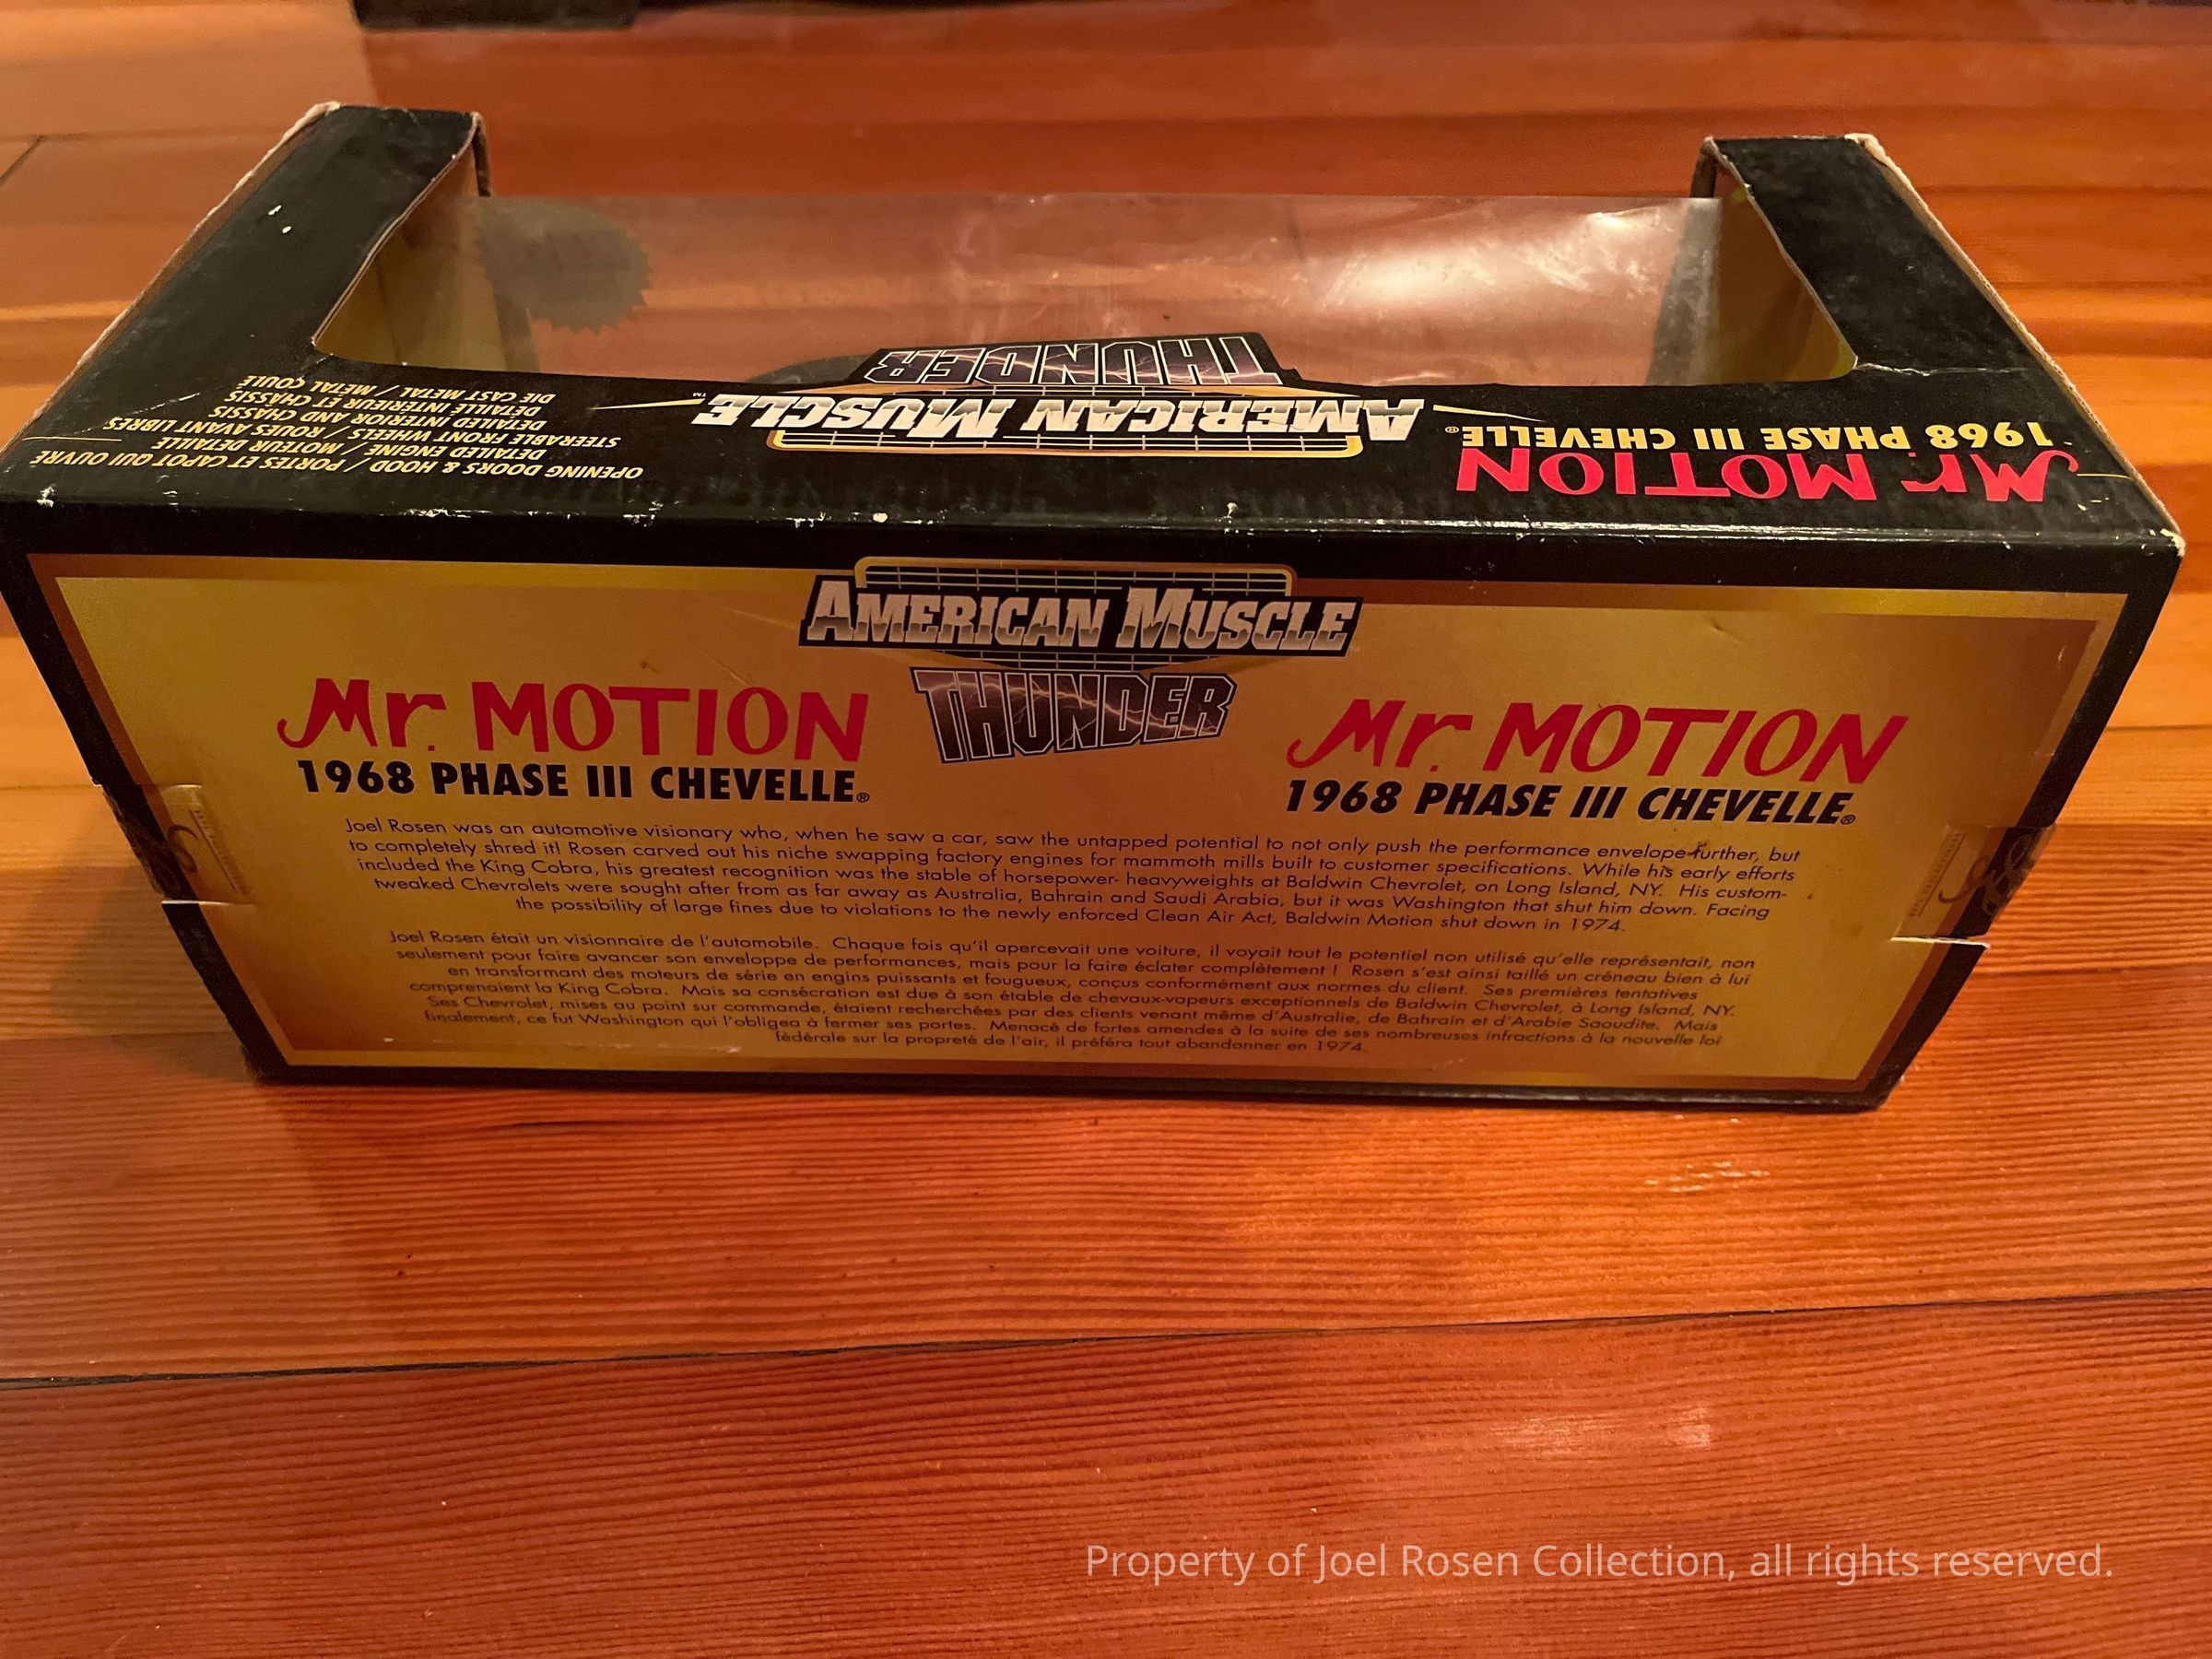 OPENING DOORS & HOOD / PORTES ET CAPOT QUI OUVRE
DETAILED ENGINE / MOTEUR DETAILLE
STEERABLE FRONT WHEELS / ROUES AVANT LIBRES
DETAILED INTERIOR AND CHASSIS
DETAILLE INTERIEUR ET CHASSIS
DIE CAST METAL / METAL COULÉ
AMERICAN MUSCLE™
THUNDER
Mr. MOTION
1968 PHASE III CHEVELLE®
AMERICAN MUSCLE
THUNDER
Mr. MOTION
1968 PHASE III CHEVELLE®
Mr. MOTION
1968 PHASE III CHEVELLE®
Joel Rosen was an automotive visionary who, when he saw a car, saw the untapped potential to not only push the performance envelope further, but
to completely shred it! Rosen carved out his niche swapping factory engines for mammoth mills built to customer specifications. While his early efforts
included the King Cobra, his greatest recognition was the stable of horsepower- heavyweights at Baldwin Chevrolet, on Long Island, NY. His custom-
tweaked Chevrolets were sought after from as far away as Australia, Bahrain and Saudi Arabia, but it was Washington that shut him down. Facing
the possibility of large fines due to violations to the newly enforced Clean Air Act, Baldwin Motion shut down in 1974.
Joel Rosen était un visionnaire de l'automobile. Chaque fois qu'il apercevait une voiture, il voyait tout le potentiel non utilisé qu'elle représentait, non
seulement pour faire avancer son enveloppe de performances, mais pour la faire éclater complètement ! Rosen s'est ainsi taillé un créneau bien à lui
en transformant des moteurs de série en engins puissants et fougueux, conçus conformément aux normes du client. Ses premières tentatives
comprenaient la King Cobra. Mais sa consécration est due à son étable de chevaux-vapeurs exceptionnels de Baldwin Chevrolet, à Long Island, NY.
Ses Chevrolet, mises au point sur commande, étaient recherchées par des clients venant même d'Australie, de Bahrain et d'Arabie Saoudite. Mais
finalement, ce fut Washington qui l'obligea à fermer ses portes. Menacé de fortes amendes à la suite de ses nombreuses infractions à la nouvelle loi
fédérale sur la propreté de l'air, il préféra tout abandonner en 1974.
Property of Joel Rosen Collection, all rights reserved.